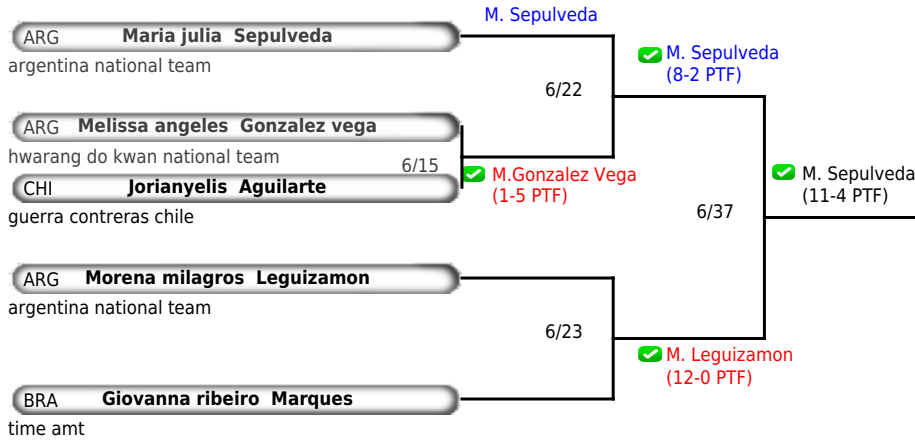 M. Sepulveda
ARG Maria julia Sepulveda
argentina national team
M. Sepulveda
(8-2 PTF)
6/22
ARG Melissa angeles Gonzalez vega
hwarang do kwan national team
6/15
M.Gonzalez Vega
(1-5 PTF)
CHI Jorianyelis Aguilarte
guerra contreras chile
M. Sepulveda
(11-4 PTF)
6/37
ARG Morena milagros Leguizamon
argentina national team
6/23
M. Leguizamon
(12-0 PTF)
BRA Giovanna ribeiro Marques
time amt